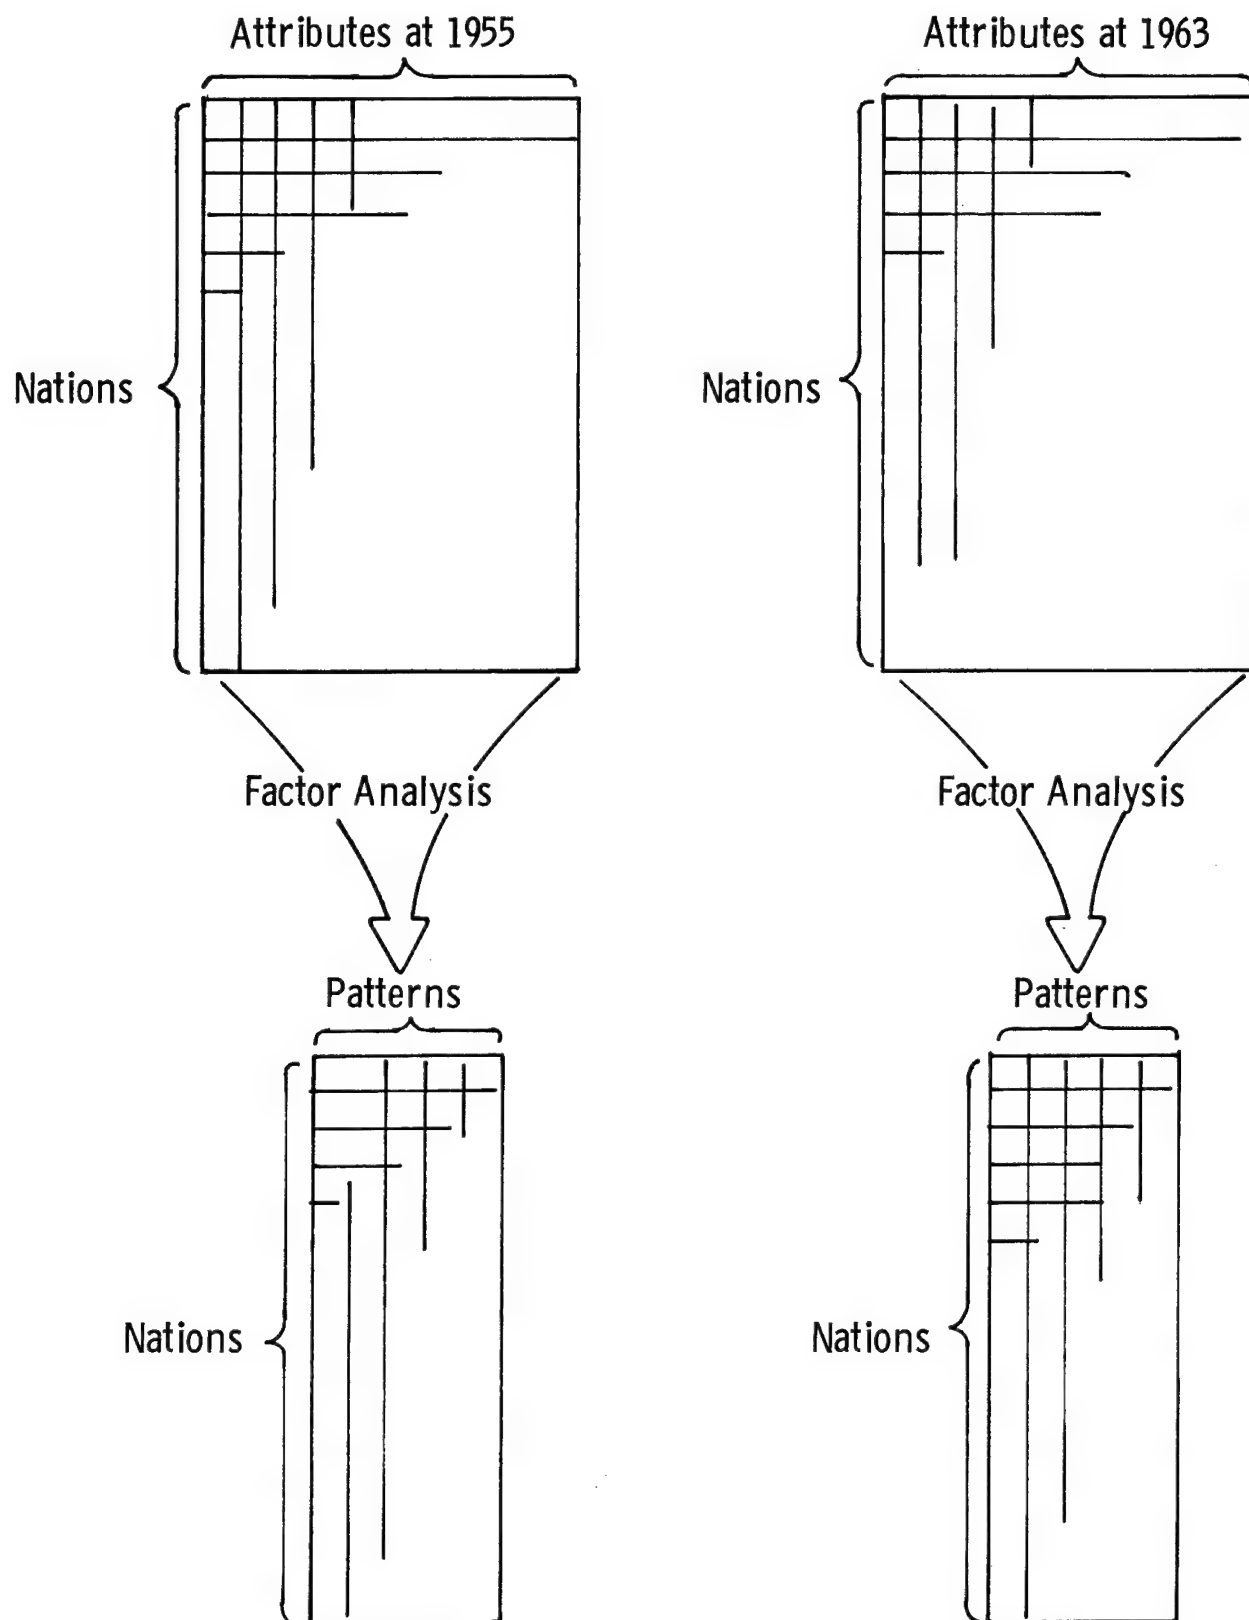 Attributes at 1955
Attributes at 1963
Nations
Nations
Factor Analysis
Factor Analysis
Patterns
Patterns
Nations
Nations